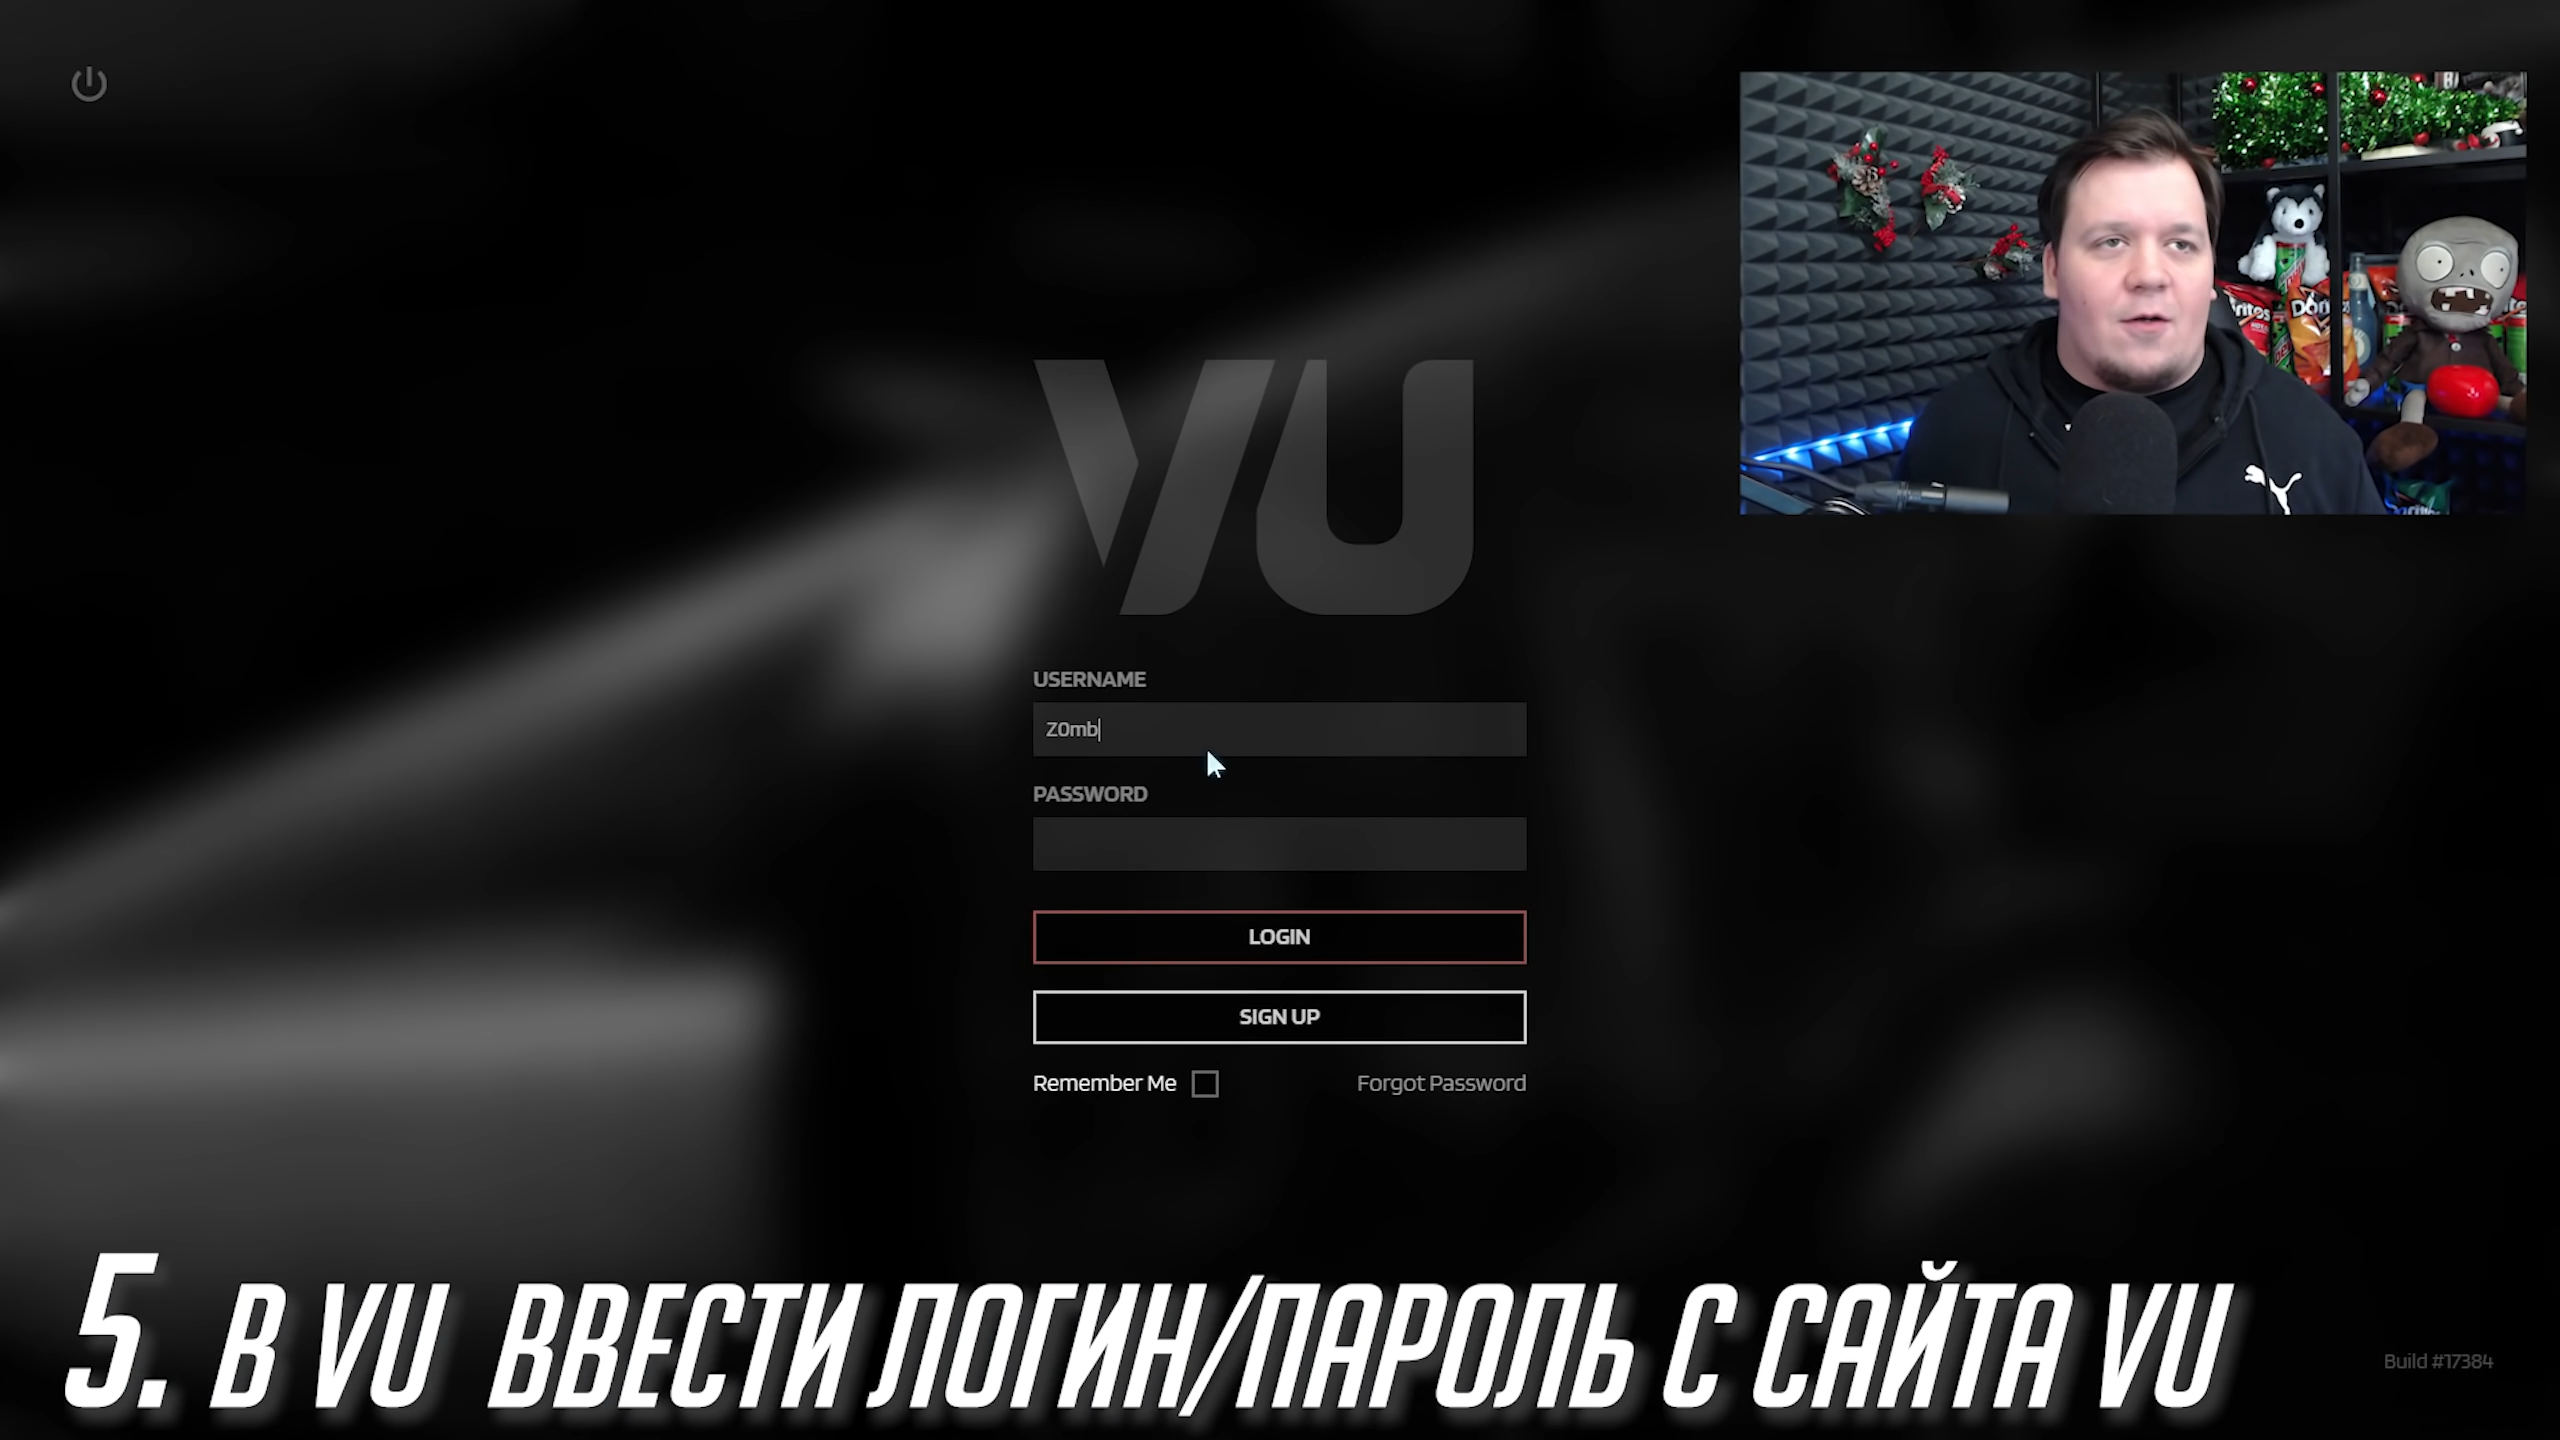 VU
USERNAME
Z0mb
PASSWORD
LOGIN
SIGN UP
Remember Me
Forgot Password
5. В VU ВВЕСТИ ЛОГИН/ПАРОЛЬ С САЙТА VU
Build #17384